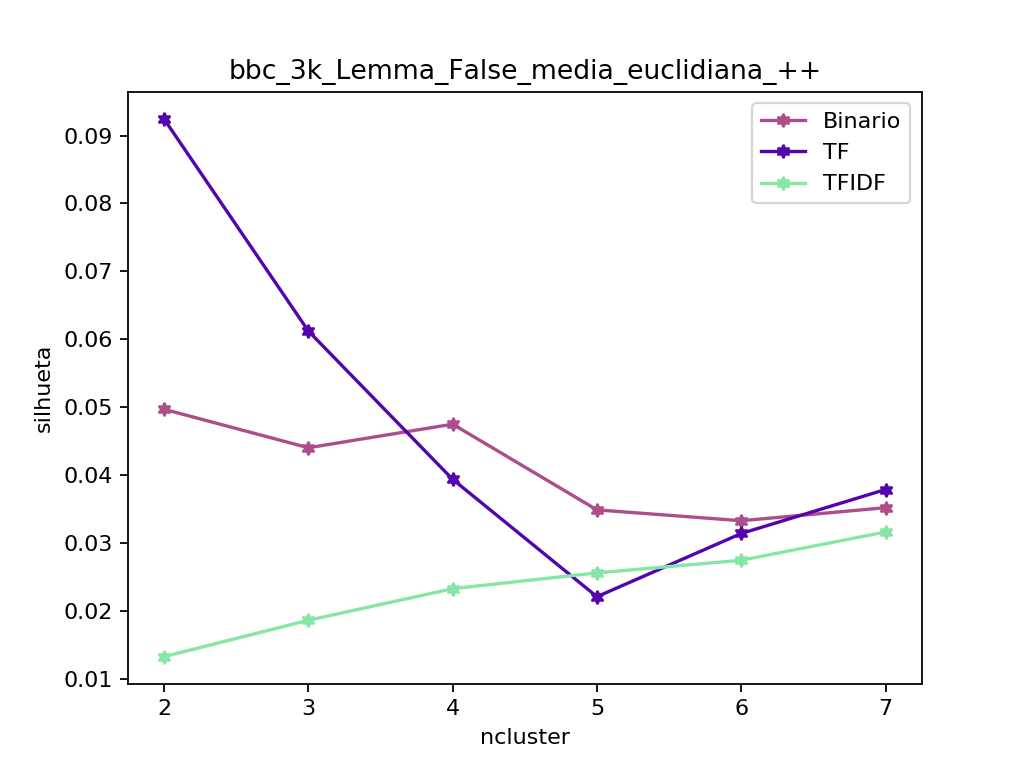 bbc_3k_Lemma_False_media_euclidiana_++
Binario
TF
TFIDF
silhueta
0.09
0.08
0.07
0.06
0.05
0.04
0.03
0.02
0.01
2 3 4 5 6 7
ncluster